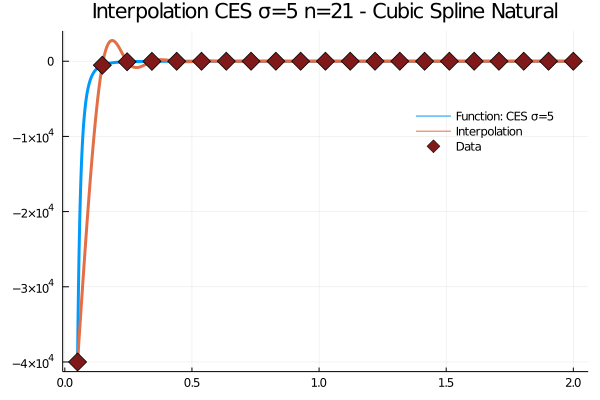 Interpolation CES σ=5 n=21 - Cubic Spline Natural
0
Function: CES σ=5
Interpolation
Data
−1×10⁴
−2×10⁴
−3×10⁴
−4×10⁴
0.0 0.5 1.0 1.5 2.0